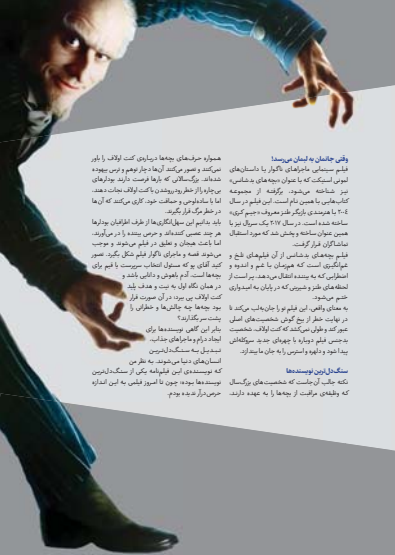 وقتی جانمان به لبمان می‌رسد!
فیلم سینمایی ماجراهای ناگوار یا داستان‌های
لمونی اسنیکت که با عنوان «بچه‌های بدشانس»
نیز شناخته می‌شود، برگرفته از مجموعه
کتاب‌هایی با همین نام است. این فیلم در سال
۲۰۰۴ با هنرمندی بازیگر طنز معروف «جیم کری»
ساخته شده است. در سال ۲۰۱۷ یک سریال نیز با
همین عنوان ساخته و پخش شد که مورد استقبال
تماشاگران قرار گرفت.
فیلم بچه‌های بدشانس از آن فیلم‌های تلخ و
غم‌انگیزی است که همزمان با غم و اندوه و
اضطرابی که به بیننده انتقال می‌دهد، پر است از
لحظه‌های طنز و شیرینی که در پایان به امیدواری
ختم می‌شود.
به معنای واقعی، این فیلم تو را جان‌به‌لب می‌کند تا
در نهایت خطر از بیخ گوش شخصیت‌های اصلی
عبور کند و طولی نمی‌کشد که کنت اولاف، شخصیت
بدجنس فیلم دوباره با چهره‌ای جدید سروکله‌اش
پیدا شود و دلهره و استرس را به جان ما بیندازد.
سنگ‌دل‌ترین نویسنده‌ها
نکته جالب آن‌جاست که شخصیت‌های بزرگ‌سال
که وظیفه‌ی مراقبت از بچه‌ها را به عهده دارند،
همواره حرف‌های بچه‌ها درباره‌ی کنت اولاف را باور
نمی‌کنند و تصور می‌کنند آن‌ها دچار توهم و ترس بیهوده
شده‌اند. بزرگ‌سالانی که بارها فرصت دارند بودلرهای
بی‌چاره را از خطر رودررو شدن با کنت اولاف نجات دهند،
اما با ساده‌لوحی و حماقت خود، کاری می‌کنند که آن‌ها
در خطر مرگ قرار بگیرند.
باید بدانیم این سهل‌انگاری‌ها از طرف اطرافیان بودلرها
هر چند عصبی کننده‌اند و حرص بیننده را در می‌آورند،
اما باعث هیجان و تعلیق در فیلم می‌شوند و موجب
می‌شوند قصه و ماجرای ناگوار فیلم شکل بگیرد. تصور
کنید آقای پو که مسئول انتخاب سرپرست یا قیم برای
بچه‌ها است، آدم باهوش و دانایی باشد و
در همان نگاه اول به نیت و هدف پلید
کنت اولاف پی ببرد؛ در آن صورت قرار
بود بچه‌ها چه چالش‌ها و خطراتی را
پشت سر بگذارند؟
بنابر این گاهی نویسنده‌ها برای
ایجاد درام و ماجراهای جذاب،
تبدیل به سنگ‌دل‌ترین
انسان‌های دنیا می‌شوند. به نظر من
که نویسنده‌ی این فیلم‌نامه یکی از سنگ‌دل‌ترین
نویسنده‌ها بوده؛ چون تا امروز فیلمی به این اندازه
حرص درآر ندیده بودم.